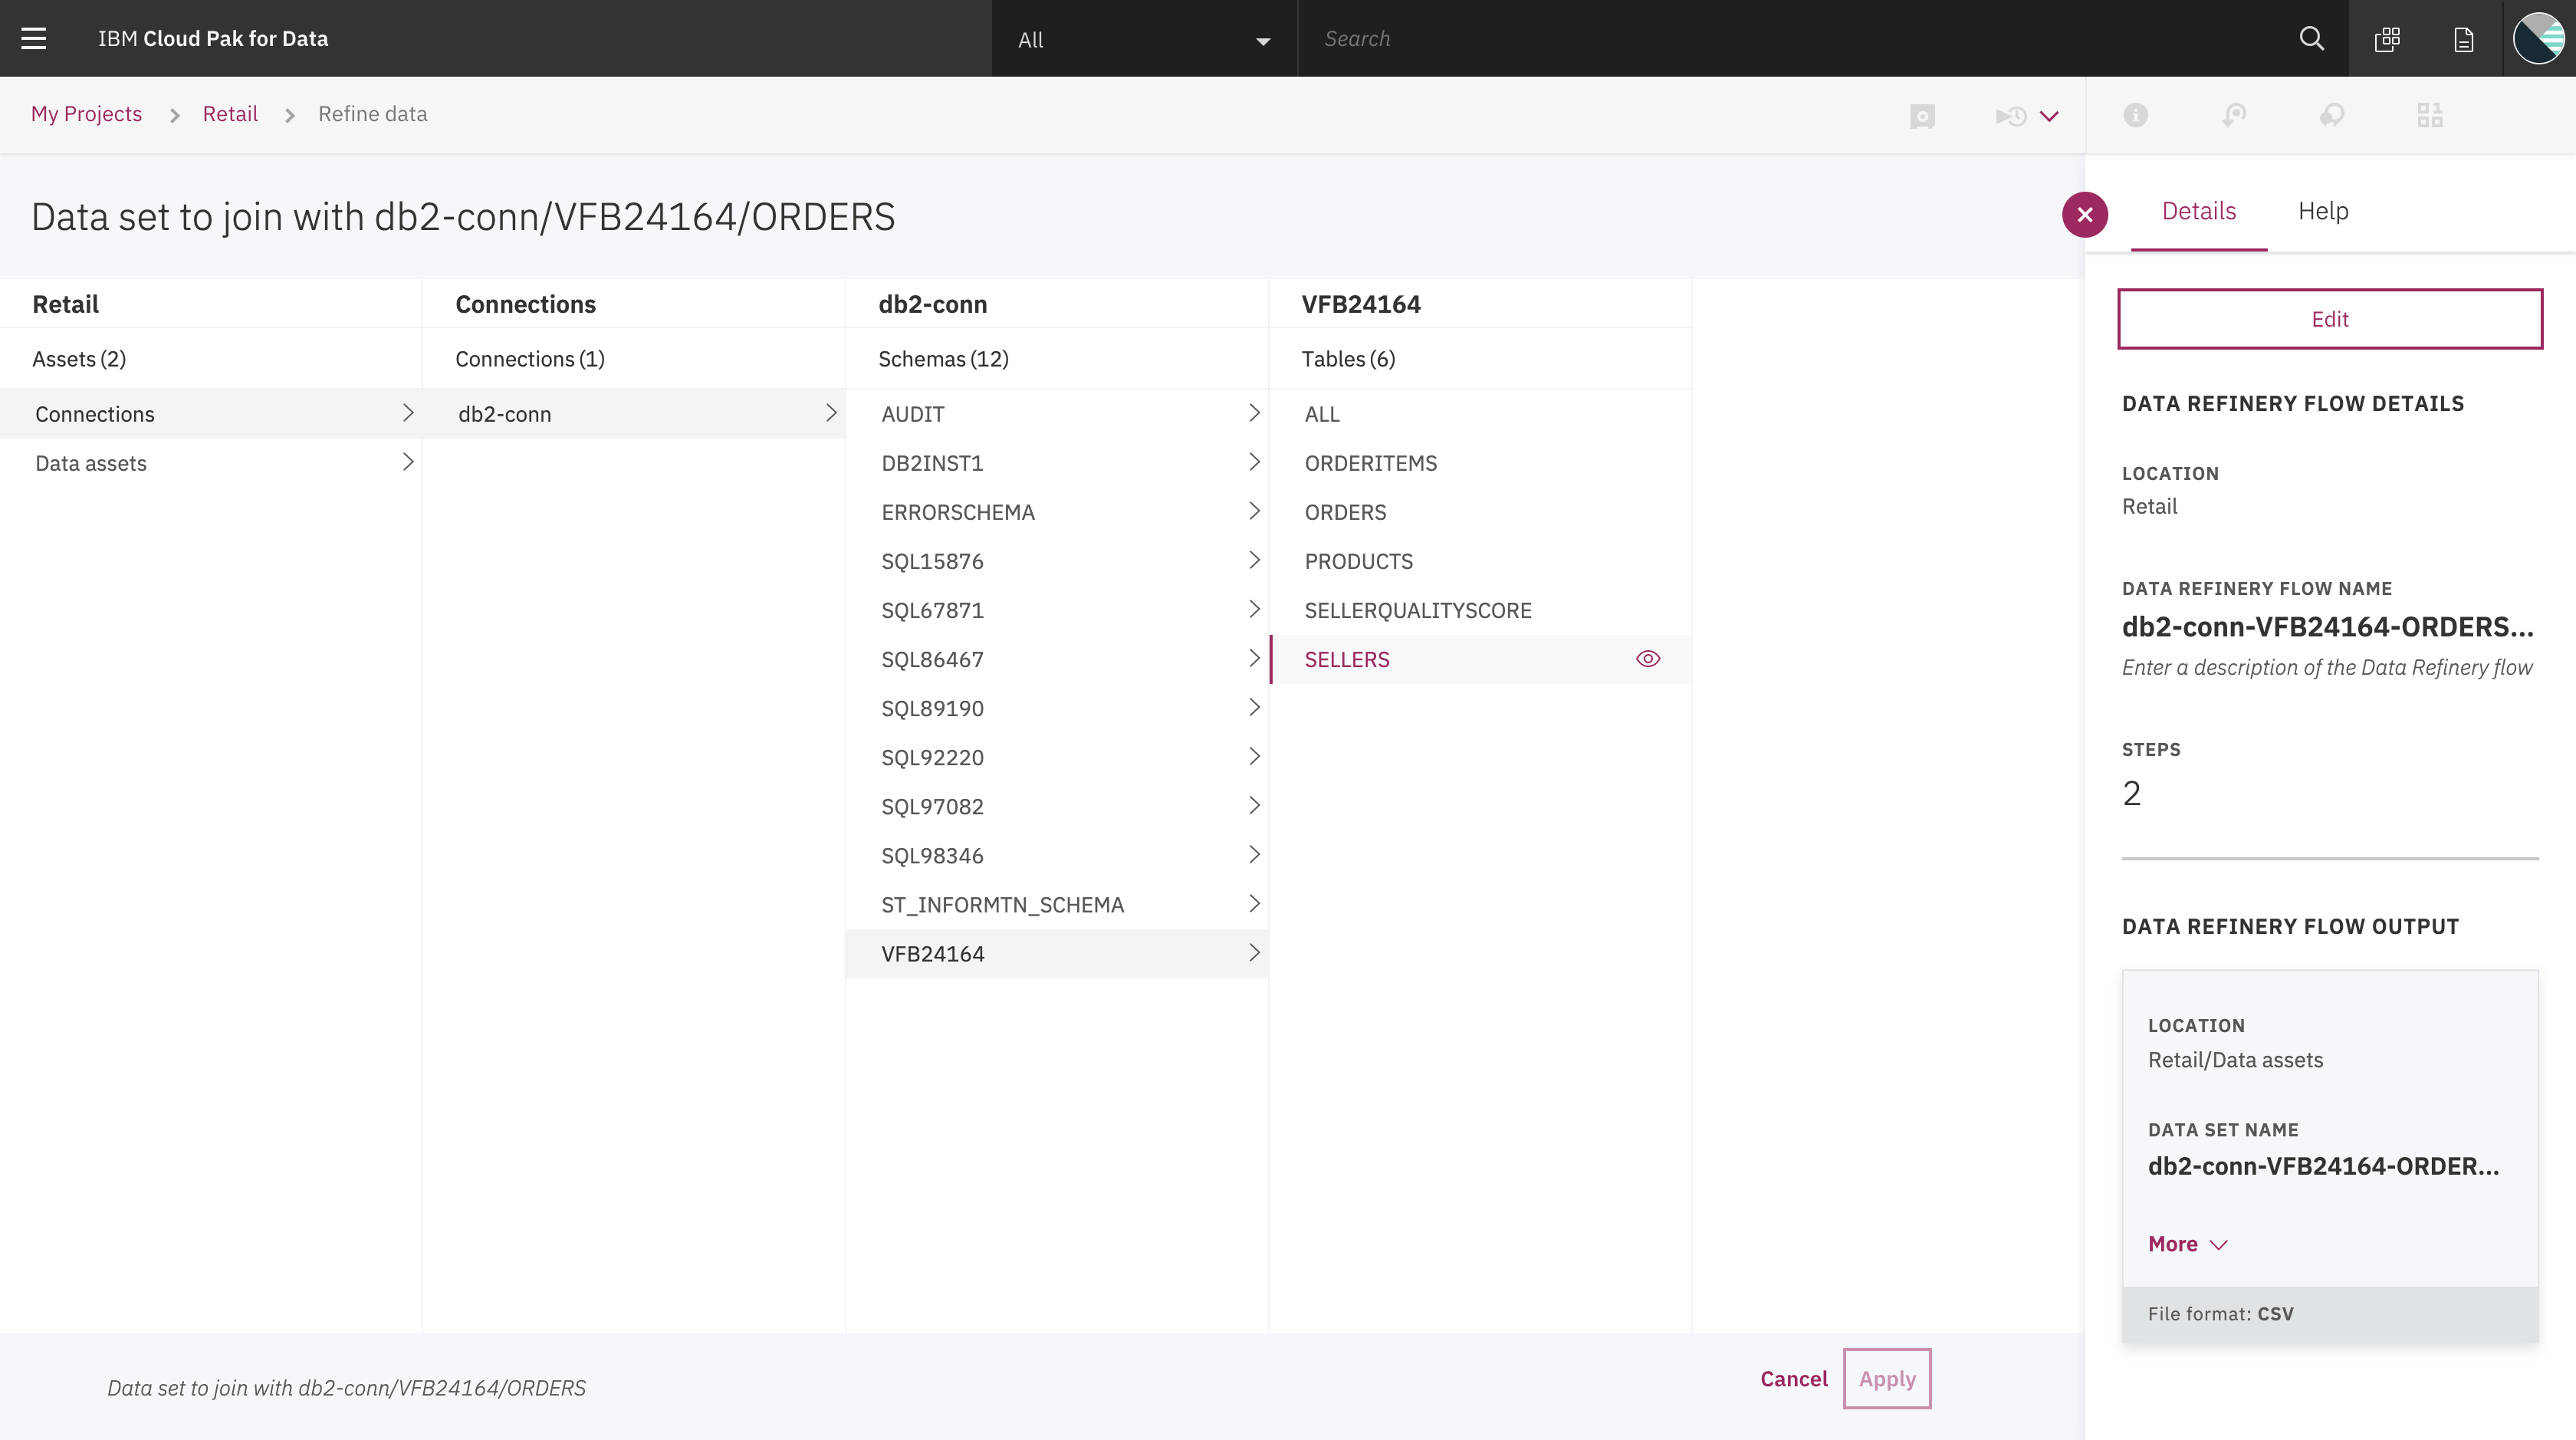 IBM Cloud Pak for Data
All
Search
My Projects
Retail
Refine data
Data set to join with db2-conn/VFB24164/ORDERS
Retail
Assets (2)
Connections
Data assets
Connections
Connections (1)
db2-conn
db2-conn
Schemas (12)
AUDIT
DB2INST1
ERRORSCHEMA
SQL15876
SQL67871
SQL86467
SQL89190
SQL92220
SQL97082
SQL98346
ST_INFORMTN_SCHEMA
VFB24164
VFB24164
Tables (6)
ALL
ORDERITEMS
ORDERS
PRODUCTS
SELLERQUALITYSCORE
SELLERS
Data set to join with db2-conn/VFB24164/ORDERS
Cancel
Apply
Details
Help
Edit
DATA REFINERY FLOW DETAILS
LOCATION
Retail
DATA REFINERY FLOW NAME
db2-conn-VFB24164-ORDERS...
Enter a description of the Data Refinery flow
STEPS
2
DATA REFINERY FLOW OUTPUT
LOCATION
Retail/Data assets
DATA SET NAME
db2-conn-VFB24164-ORDER...
More
File format: CSV